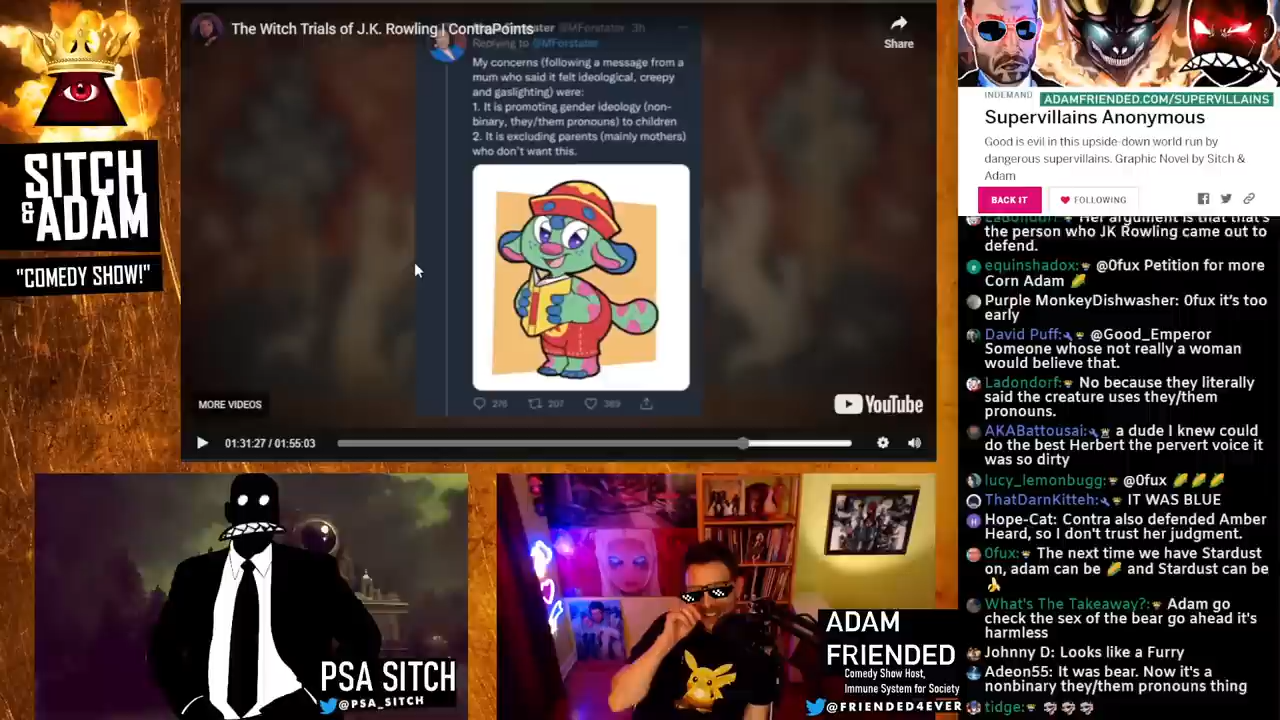 The Witch Trials of J.K. Rowling | ContraPoints
@MForstater 3h
Replying to @MForstater
My concerns (following a message from a
mum who said it felt ideological, creepy
and gaslighting) were:
1. It is promoting gender ideology (non-
binary, they/them pronouns) to children
2. It is excluding parents (mainly mothers)
who don't want this.
276 207 369
Share
MORE VIDEOS
YouTube
01:31:27 / 01:55:03
SITCH
& ADAM
"COMEDY SHOW!"
PSA SITCH
@PSA_SITCH
ADAM
FRIENDED
Comedy Show Host,
Immune System for Society
@FRIENDED4EVER
INDEMAND
ADAMFRIENDED.COM/SUPERVILLAINS
Supervillains Anonymous
Good is evil in this upside-down world run by
dangerous supervillains. Graphic Novel by Sitch &
Adam
BACK IT
FOLLOWING
Ladondorf: Her argument is that that's
the person who JK Rowling came out to
defend.
equinshadox: @0fux Petition for more
Corn Adam 🌽
Purple MonkeyDishwasher: 0fux it's too
early
David Puff: @Good_Emperor
Someone whose not really a woman
would believe that.
Ladondorf: No because they literally
said the creature uses they/them
pronouns.
AKABattousai: a dude I knew could
do the best Herbert the pervert voice it
was so dirty
lucy_lemonbugg: @0fux 🌽🌽🌽
ThatDarnKitteh: IT WAS BLUE
Hope-Cat: Contra also defended Amber
Heard, so I don't trust her judgment.
0fux: The next time we have Stardust
on, adam can be 🌽 and Stardust can be
🍌
What's The Takeaway?: Adam go
check the sex of the bear go ahead it's
harmless
Johnny D: Looks like a Furry
Adeon55: It was bear. Now it's a
nonbinary they/them pronouns thing
tidge: